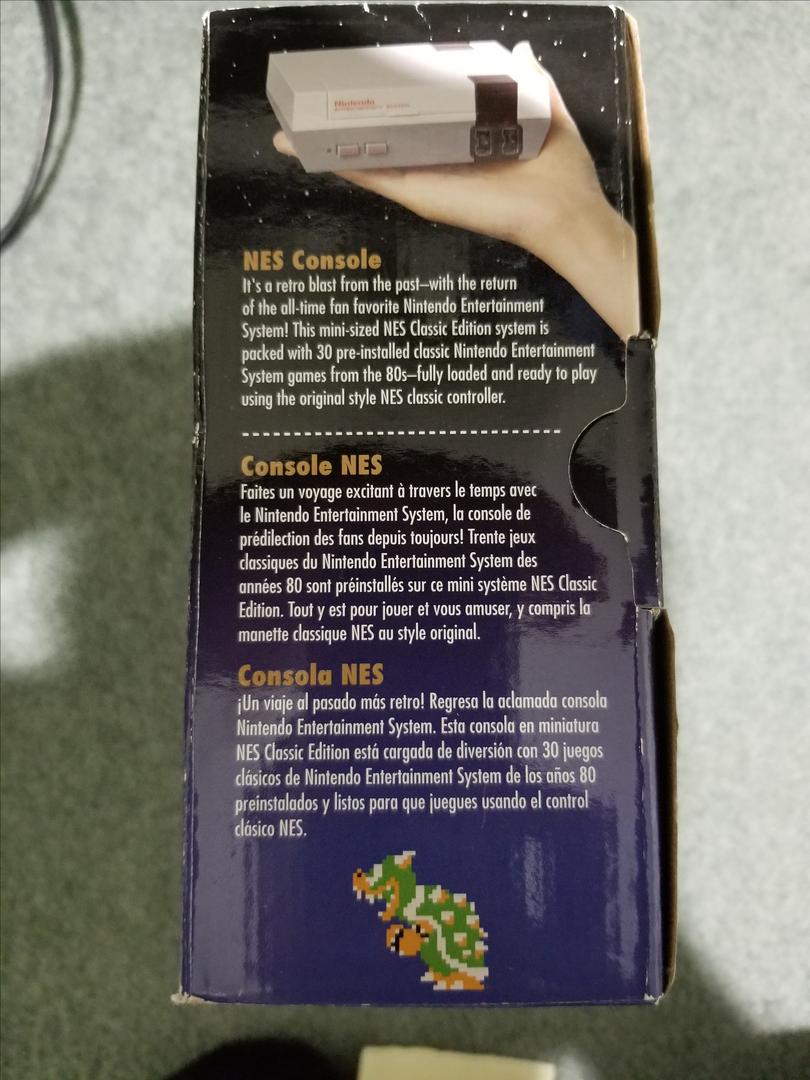 Nintendo
ENTERTAINMENT SYSTEM
NES Console
It's a retro blast from the past–with the return
of the all-time fan favorite Nintendo Entertainment
System! This mini-sized NES Classic Edition system is
packed with 30 pre-installed classic Nintendo Entertainment
System games from the 80s–fully loaded and ready to play
using the original style NES classic controller.
Console NES
Faites un voyage excitant à travers le temps avec
le Nintendo Entertainment System, la console de
prédilection des fans depuis toujours! Trente jeux
classiques du Nintendo Entertainment System des
années 80 sont préinstallés sur ce mini système NES Classic
Edition. Tout y est pour jouer et vous amuser, y compris la
manette classique NES au style original.
Consola NES
¡Un viaje al pasado más retro! Regresa la aclamada consola
Nintendo Entertainment System. Esta consola en miniatura
NES Classic Edition está cargada de diversión con 30 juegos
clásicos de Nintendo Entertainment System de los años 80
preinstalados y listos para que juegues usando el control
clásico NES.